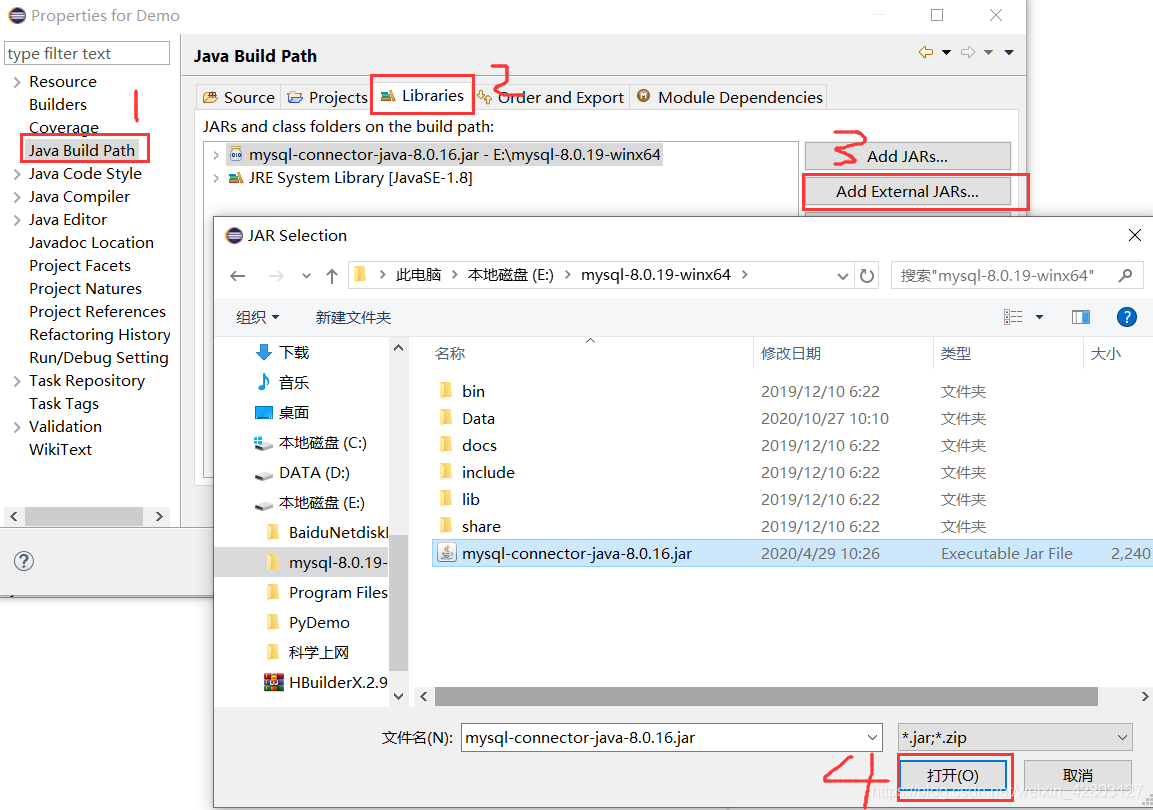 Properties for Demo
type filter text
Resource
Builders
Coverage
Java Build Path
Java Code Style
Java Compiler
Java Editor
Javadoc Location
Project Facets
Project Natures
Project References
Refactoring History
Run/Debug Setting
Task Repository
Task Tags
Validation
WikiText
1
Java Build Path
Source Projects Libraries Order and Export Module Dependencies
2
JARs and class folders on the build path:
mysql-connector-java-8.0.16.jar - E:\mysql-8.0.19-winx64
JRE System Library [JavaSE-1.8]
3
Add JARs...
Add External JARs...
JAR Selection
此电脑 本地磁盘 (E:) mysql-8.0.19-winx64
搜索"mysql-8.0.19-winx64"
组织 新建文件夹
下载
音乐
桌面
本地磁盘 (C:)
DATA (D:)
本地磁盘 (E:)
BaiduNetdisk
mysql-8.0.19-
Program Files
PyDemo
科学上网
HBuilderX.2.9
名称 修改日期 类型 大小
bin 2019/12/10 6:22 文件夹
Data 2020/10/27 10:10 文件夹
docs 2019/12/10 6:22 文件夹
include 2019/12/10 6:22 文件夹
lib 2019/12/10 6:22 文件夹
share 2019/12/10 6:22 文件夹
mysql-connector-java-8.0.16.jar 2020/4/29 10:26 Executable Jar File 2,240
文件名(N): mysql-connector-java-8.0.16.jar *.jar;*.zip
4
打开(O) 取消
https://blog.csdn.net/weixin_42803127